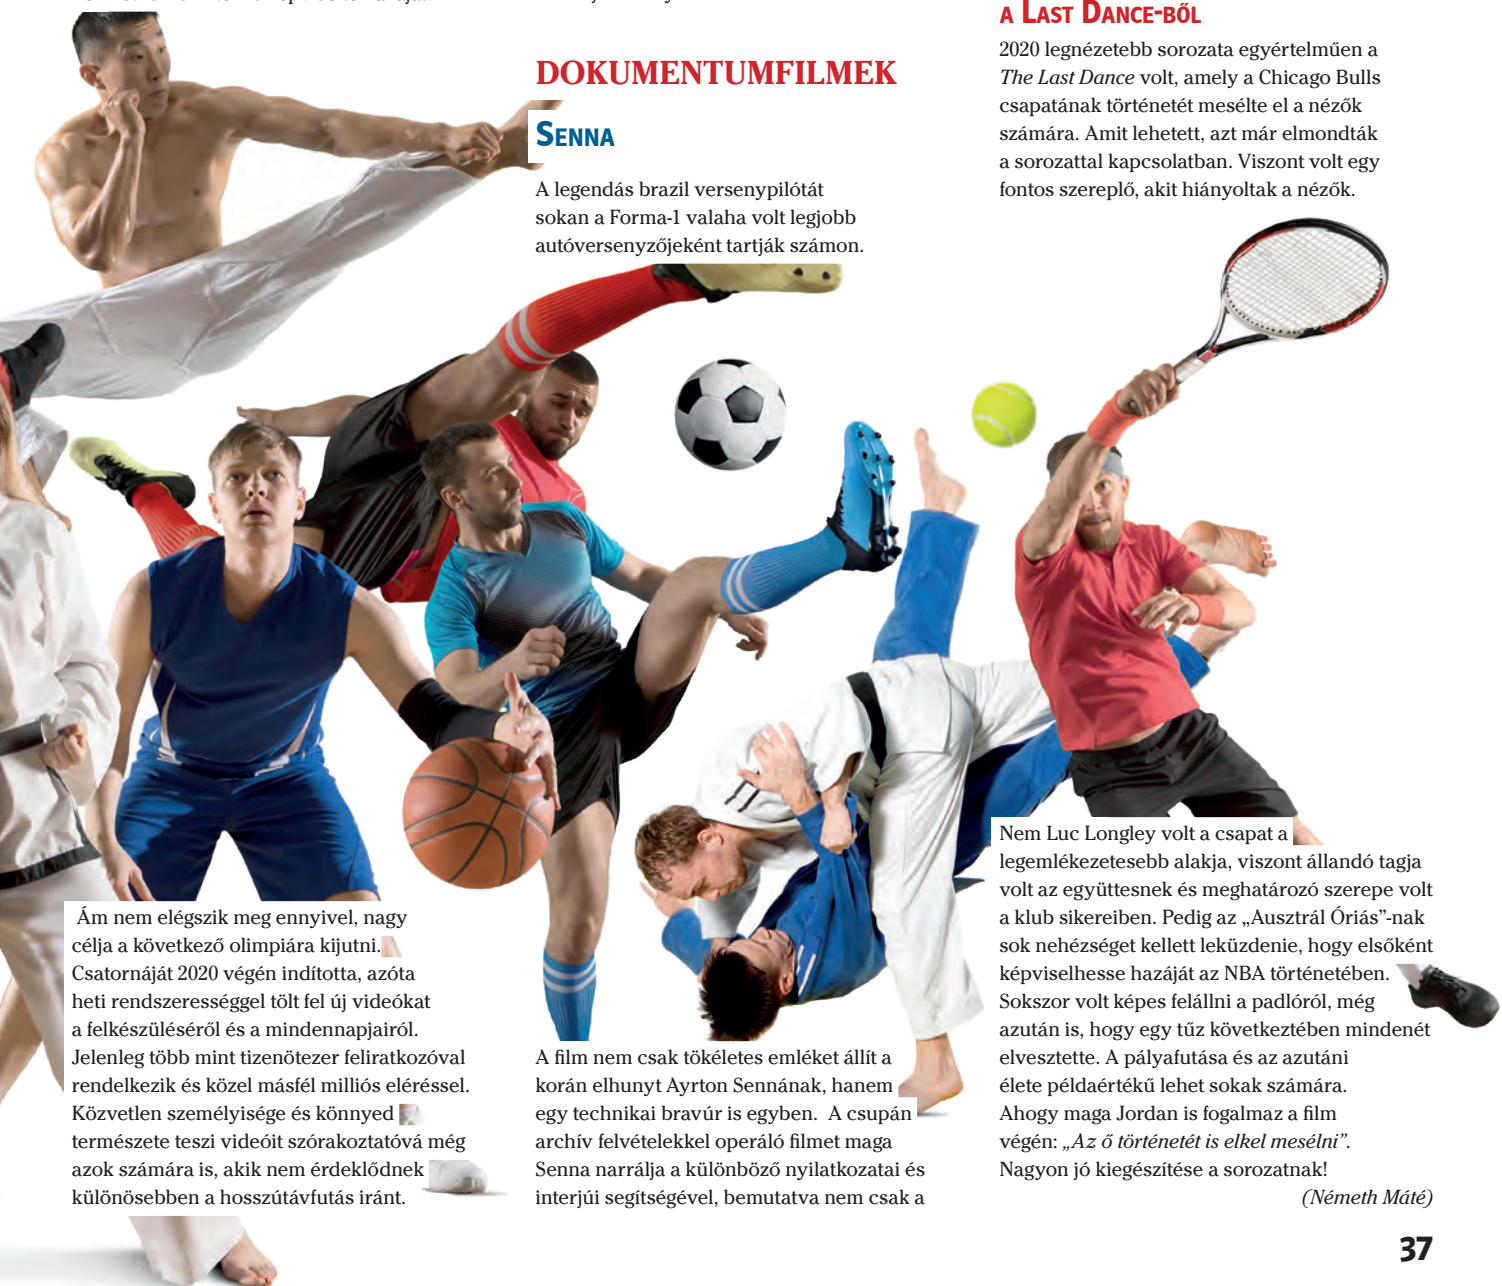 Ám nem elégszik meg ennyivel, nagy
célja a következő olimpiára kijutni.
Csatornáját 2020 végén indította, azóta
heti rendszerességgel tölt fel új videókat
a felkészüléséről és a mindennapjairól.
Jelenleg több mint tizenötezer feliratkozóval
rendelkezik és közel másfél milliós eléréssel.
Közvetlen személyisége és könnyed
természete teszi videóit szórakoztatóvá még
azok számára is, akik nem érdeklődnek
különösebben a hosszútávfutás iránt.
DOKUMENTUMFILMEK
SENNA
A legendás brazil versenypilótát
sokan a Forma-1 valaha volt legjobb
autóversenyzőjeként tartják számon.
A film nem csak tökéletes emléket állít a
korán elhunyt Ayrton Sennának, hanem
egy technikai bravúr is egyben. A csupán
archív felvételekkel operáló filmet maga
Senna narrálja a különböző nyilatkozatai és
interjúi segítségével, bemutatva nem csak a
A LAST DANCE-BŐL
2020 legnézetebb sorozata egyértelműen a
The Last Dance volt, amely a Chicago Bulls
csapatának történetét mesélte el a nézők
számára. Amit lehetett, azt már elmondták
a sorozattal kapcsolatban. Viszont volt egy
fontos szereplő, akit hiányoltak a nézők.
Nem Luc Longley volt a csapat a
legemlékezetesebb alakja, viszont állandó tagja
volt az együttesnek és meghatározó szerepe volt
a klub sikereiben. Pedig az „Ausztrál Óriás”-nak
sok nehézséget kellett leküzdenie, hogy elsőként
képviselhesse hazáját az NBA történetében.
Sokszor volt képes felállni a padlóról, még
azután is, hogy egy tűz következtében mindenét
elvesztette. A pályafutása és az azutáni
élete példaértékű lehet sokak számára.
Ahogy maga Jordan is fogalmaz a film
végén: „Az ő történetét is elkel mesélni”.
Nagyon jó kiegészítése a sorozatnak!
(Németh Máté)
37